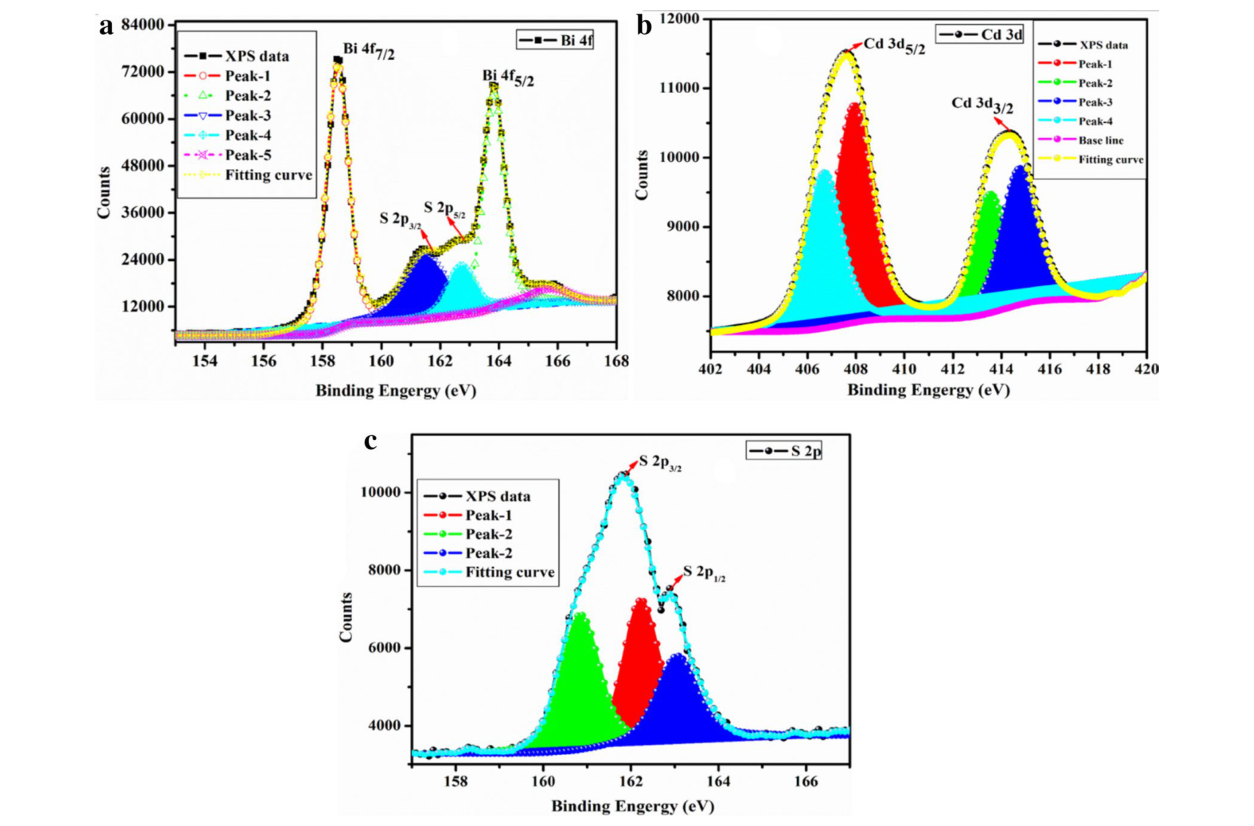 a
84000
72000
60000
48000
36000
24000
12000
Counts
XPS data
Peak-1
Peak-2
Peak-3
Peak-4
Peak-5
Fitting curve
Bi 4f7/2
Bi 4f
Bi 4f5/2
S 2p3/2
S 2p5/2
154 156 158 160 162 164 166 168
Binding Engergy (eV)
b
12000
11000
10000
9000
8000
Counts
Cd 3d
Cd 3d5/2
Cd 3d3/2
XPS data
Peak-1
Peak-2
Peak-3
Peak-4
Base line
Fitting curve
402 404 406 408 410 412 414 416 418 420
Binding Engergy (eV)
c
10000
8000
6000
4000
Counts
S 2p
S 2p3/2
S 2p1/2
XPS data
Peak-1
Peak-2
Peak-2
Fitting curve
158 160 162 164 166
Binding Engergy (eV)